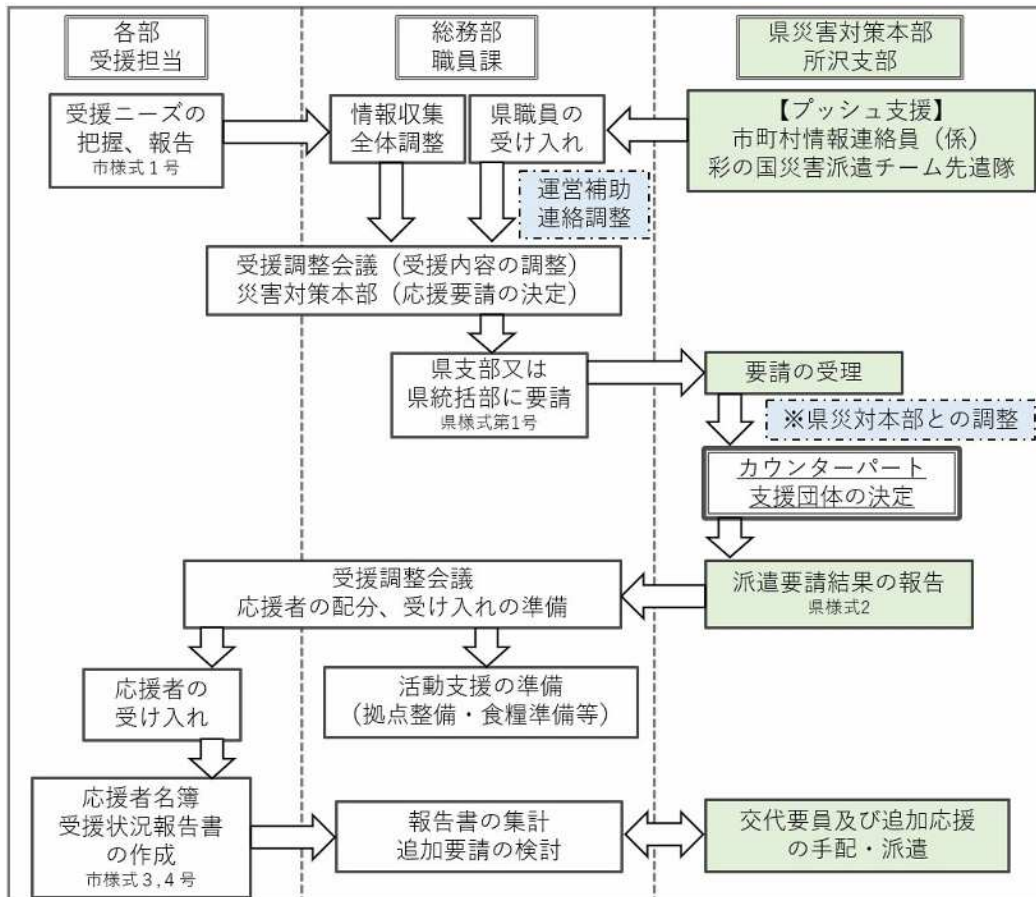 各部
受援担当
総務部
職員課
県災害対策本部
所沢支部
受援ニーズの
把握、報告
市様式1号
情報収集
全体調整
県職員の
受け入れ
【プッシュ支援】
市町村情報連絡員（係）
彩の国災害派遣チーム先遣隊
運営補助
連絡調整
受援調整会議（受援内容の調整）
災害対策本部（応援要請の決定）
県支部又は
県統括部に要請
県様式第1号
要請の受理
※県災対本部との調整
カウンターパート
支援団体の決定
受援調整会議
応援者の配分、受け入れの準備
派遣要請結果の報告
県様式2
応援者の
受け入れ
活動支援の準備
（拠点整備・食糧準備等）
応援者名簿
受援状況報告書
の作成
市様式3,4号
報告書の集計
追加要請の検討
交代要員及び追加応援
の手配・派遣